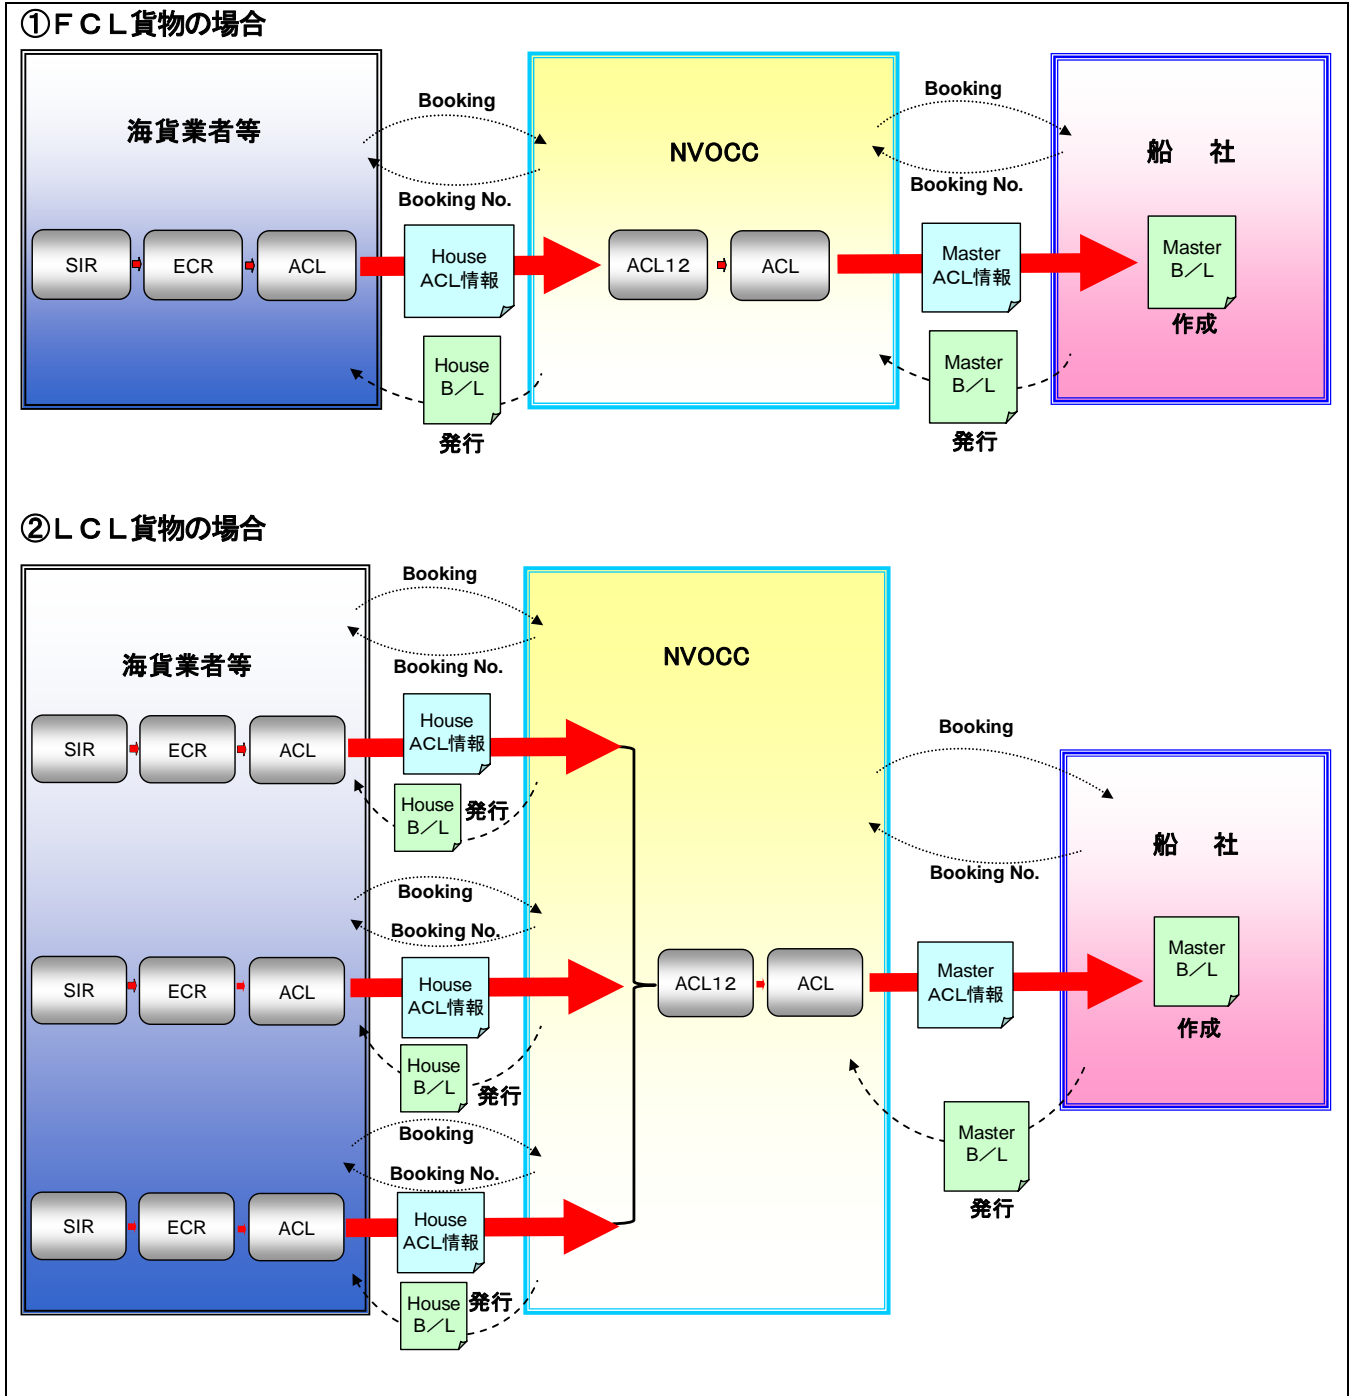 ①ＦＣＬ貨物の場合
海貨業者等
Booking
NVOCC
Booking
船　社
Booking No.
Booking No.
SIR
ECR
ACL
House
ACL情報
ACL12
ACL
Master
ACL情報
Master
B／L
作成
House
B／L
発行
Master
B／L
発行
②ＬＣＬ貨物の場合
海貨業者等
Booking
NVOCC
Booking No.
SIR
ECR
ACL
House
ACL情報
House
B／L
発行
Booking
船　社
Booking No.
Booking
Booking No.
SIR
ECR
ACL
House
ACL情報
ACL12
ACL
Master
ACL情報
Master
B／L
作成
House
B／L
発行
Master
B／L
発行
Booking
Booking No.
SIR
ECR
ACL
House
ACL情報
House
B／L
発行